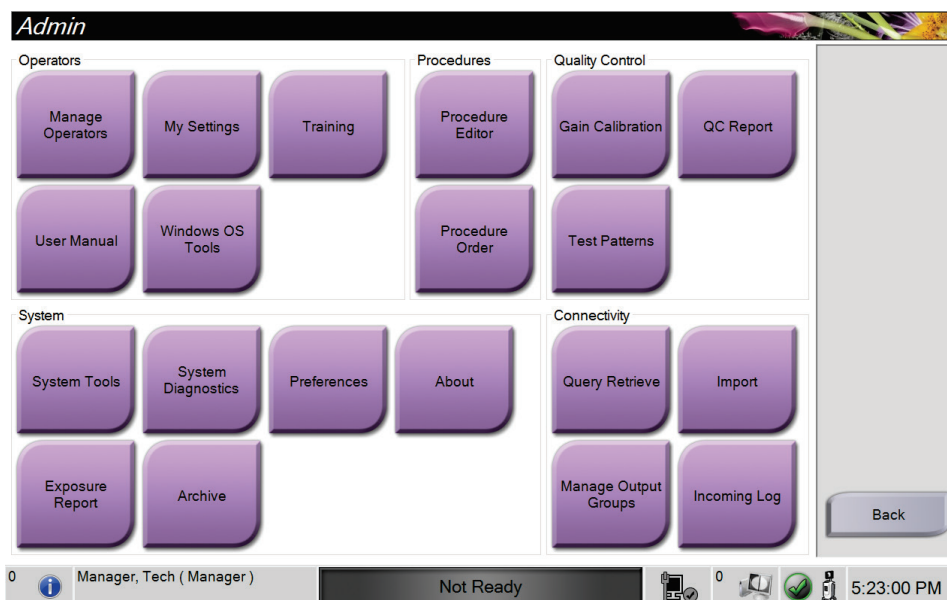 Admin
Operators
Manage
Operators
My Settings
Training
User Manual
Windows OS
Tools
Procedures
Procedure
Editor
Procedure
Order
Quality Control
Gain Calibration
QC Report
Test Patterns
System
System Tools
System
Diagnostics
Preferences
About
Exposure
Report
Archive
Connectivity
Query Retrieve
Import
Manage Output
Groups
Incoming Log
Back
0
Manager, Tech ( Manager )
Not Ready
0
5:23:00 PM